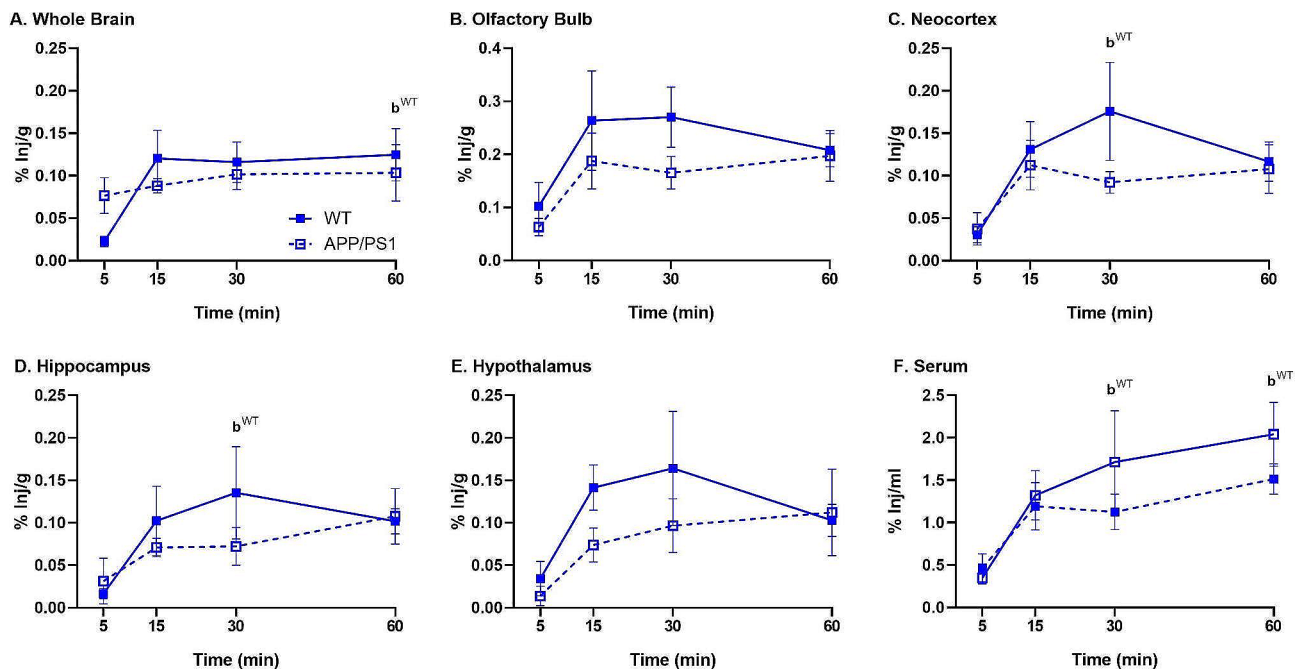 A. Whole Brain
0.25
0.20
0.15
0.10
0.05
0.00
% Inj/g
b^WT
WT
APP/PS1
5 15 30 60
Time (min)
B. Olfactory Bulb
0.4
0.3
0.2
0.1
0.0
% Inj/g
5 15 30 60
Time (min)
C. Neocortex
b^WT
0.25
0.20
0.15
0.10
0.05
0.00
% Inj/g
5 15 30 60
Time (min)
D. Hippocampus
0.25
0.20
0.15
0.10
0.05
0.00
% Inj/g
b^WT
5 15 30 60
Time (min)
E. Hypothalamus
0.25
0.20
0.15
0.10
0.05
0.00
% Inj/g
5 15 30 60
Time (min)
F. Serum
b^WT
b^WT
2.5
2.0
1.5
1.0
0.5
0.0
% Inj/ml
5 15 30 60
Time (min)